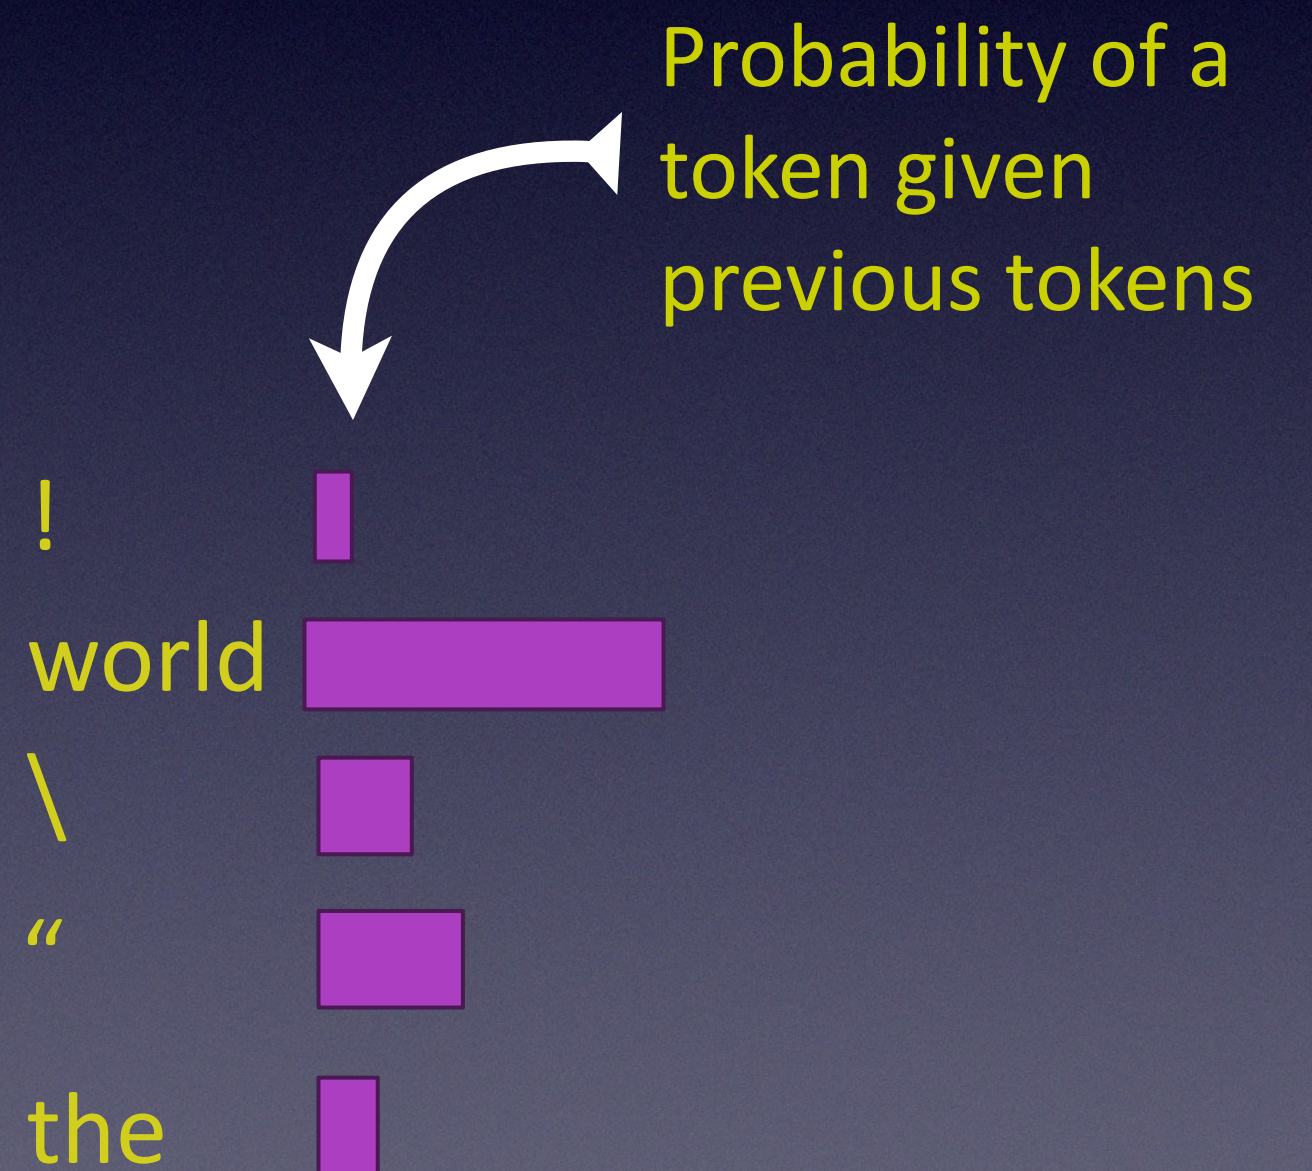 Probability of a
token given
previous tokens
!
world
\
“
the